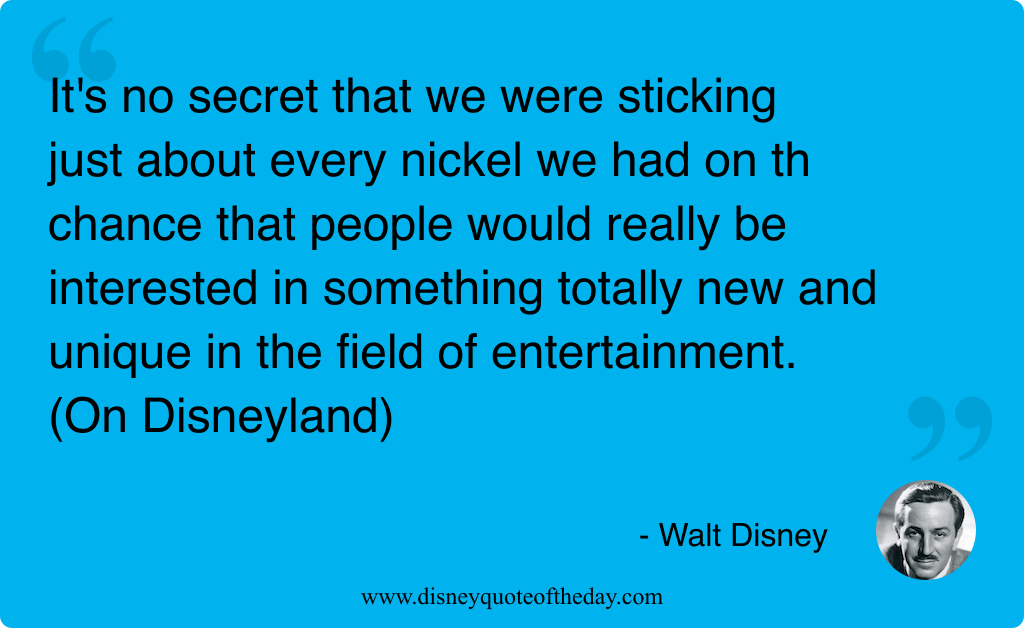 It's no secret that we were sticking
just about every nickel we had on th
chance that people would really be
interested in something totally new and
unique in the field of entertainment.
(On Disneyland)
- Walt Disney
www.disneyquoteoftheday.com